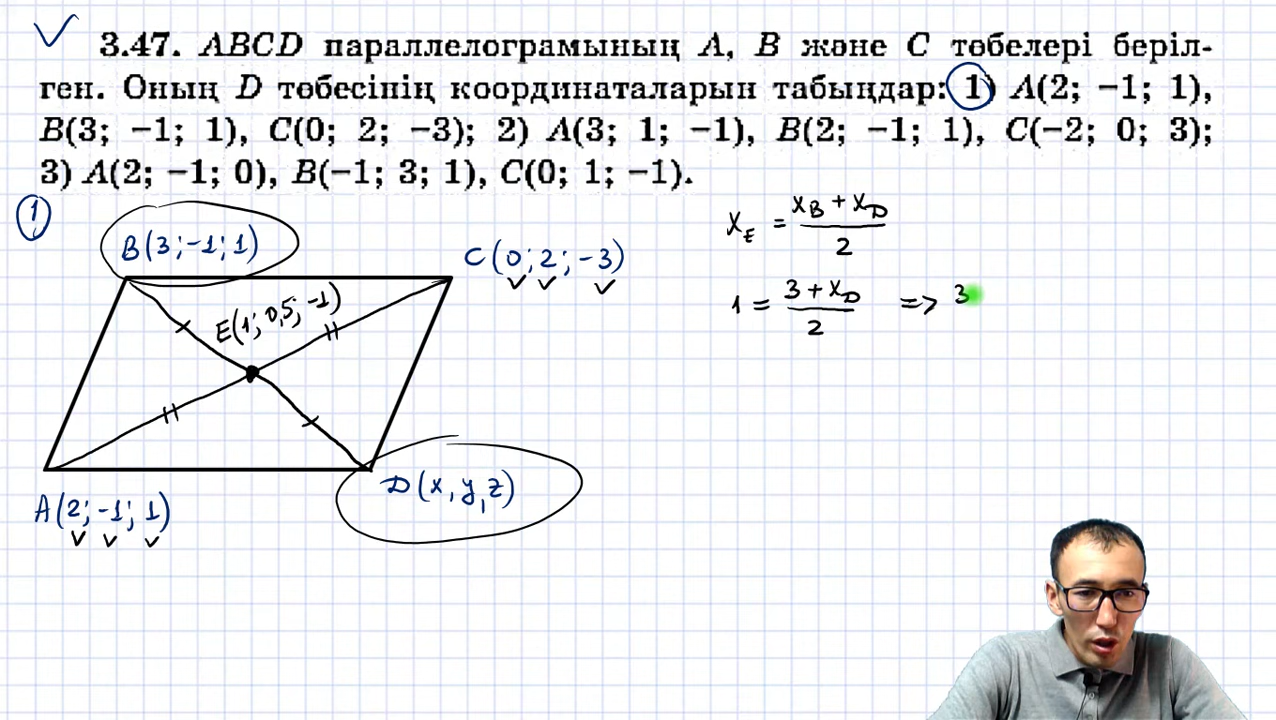 3.47. ABCD параллелограмының A, B және C төбелері беріл-
ген. Оның D төбесінің координаталарын табыңдар: 1) A(2; −1; 1),
B(3; −1; 1), C(0; 2; −3); 2) A(3; 1; −1), B(2; −1; 1), C(−2; 0; 3);
3) A(2; −1; 0), B(−1; 3; 1), C(0; 1; −1).
1
B(3;-1;1)
C(0;2;-3)
E(1;0,5;-1)
A(2;-1;1)
D(x,y,z)
x_E = (x_B + x_D)/2
1 = (3 + x_D)/2 => 3